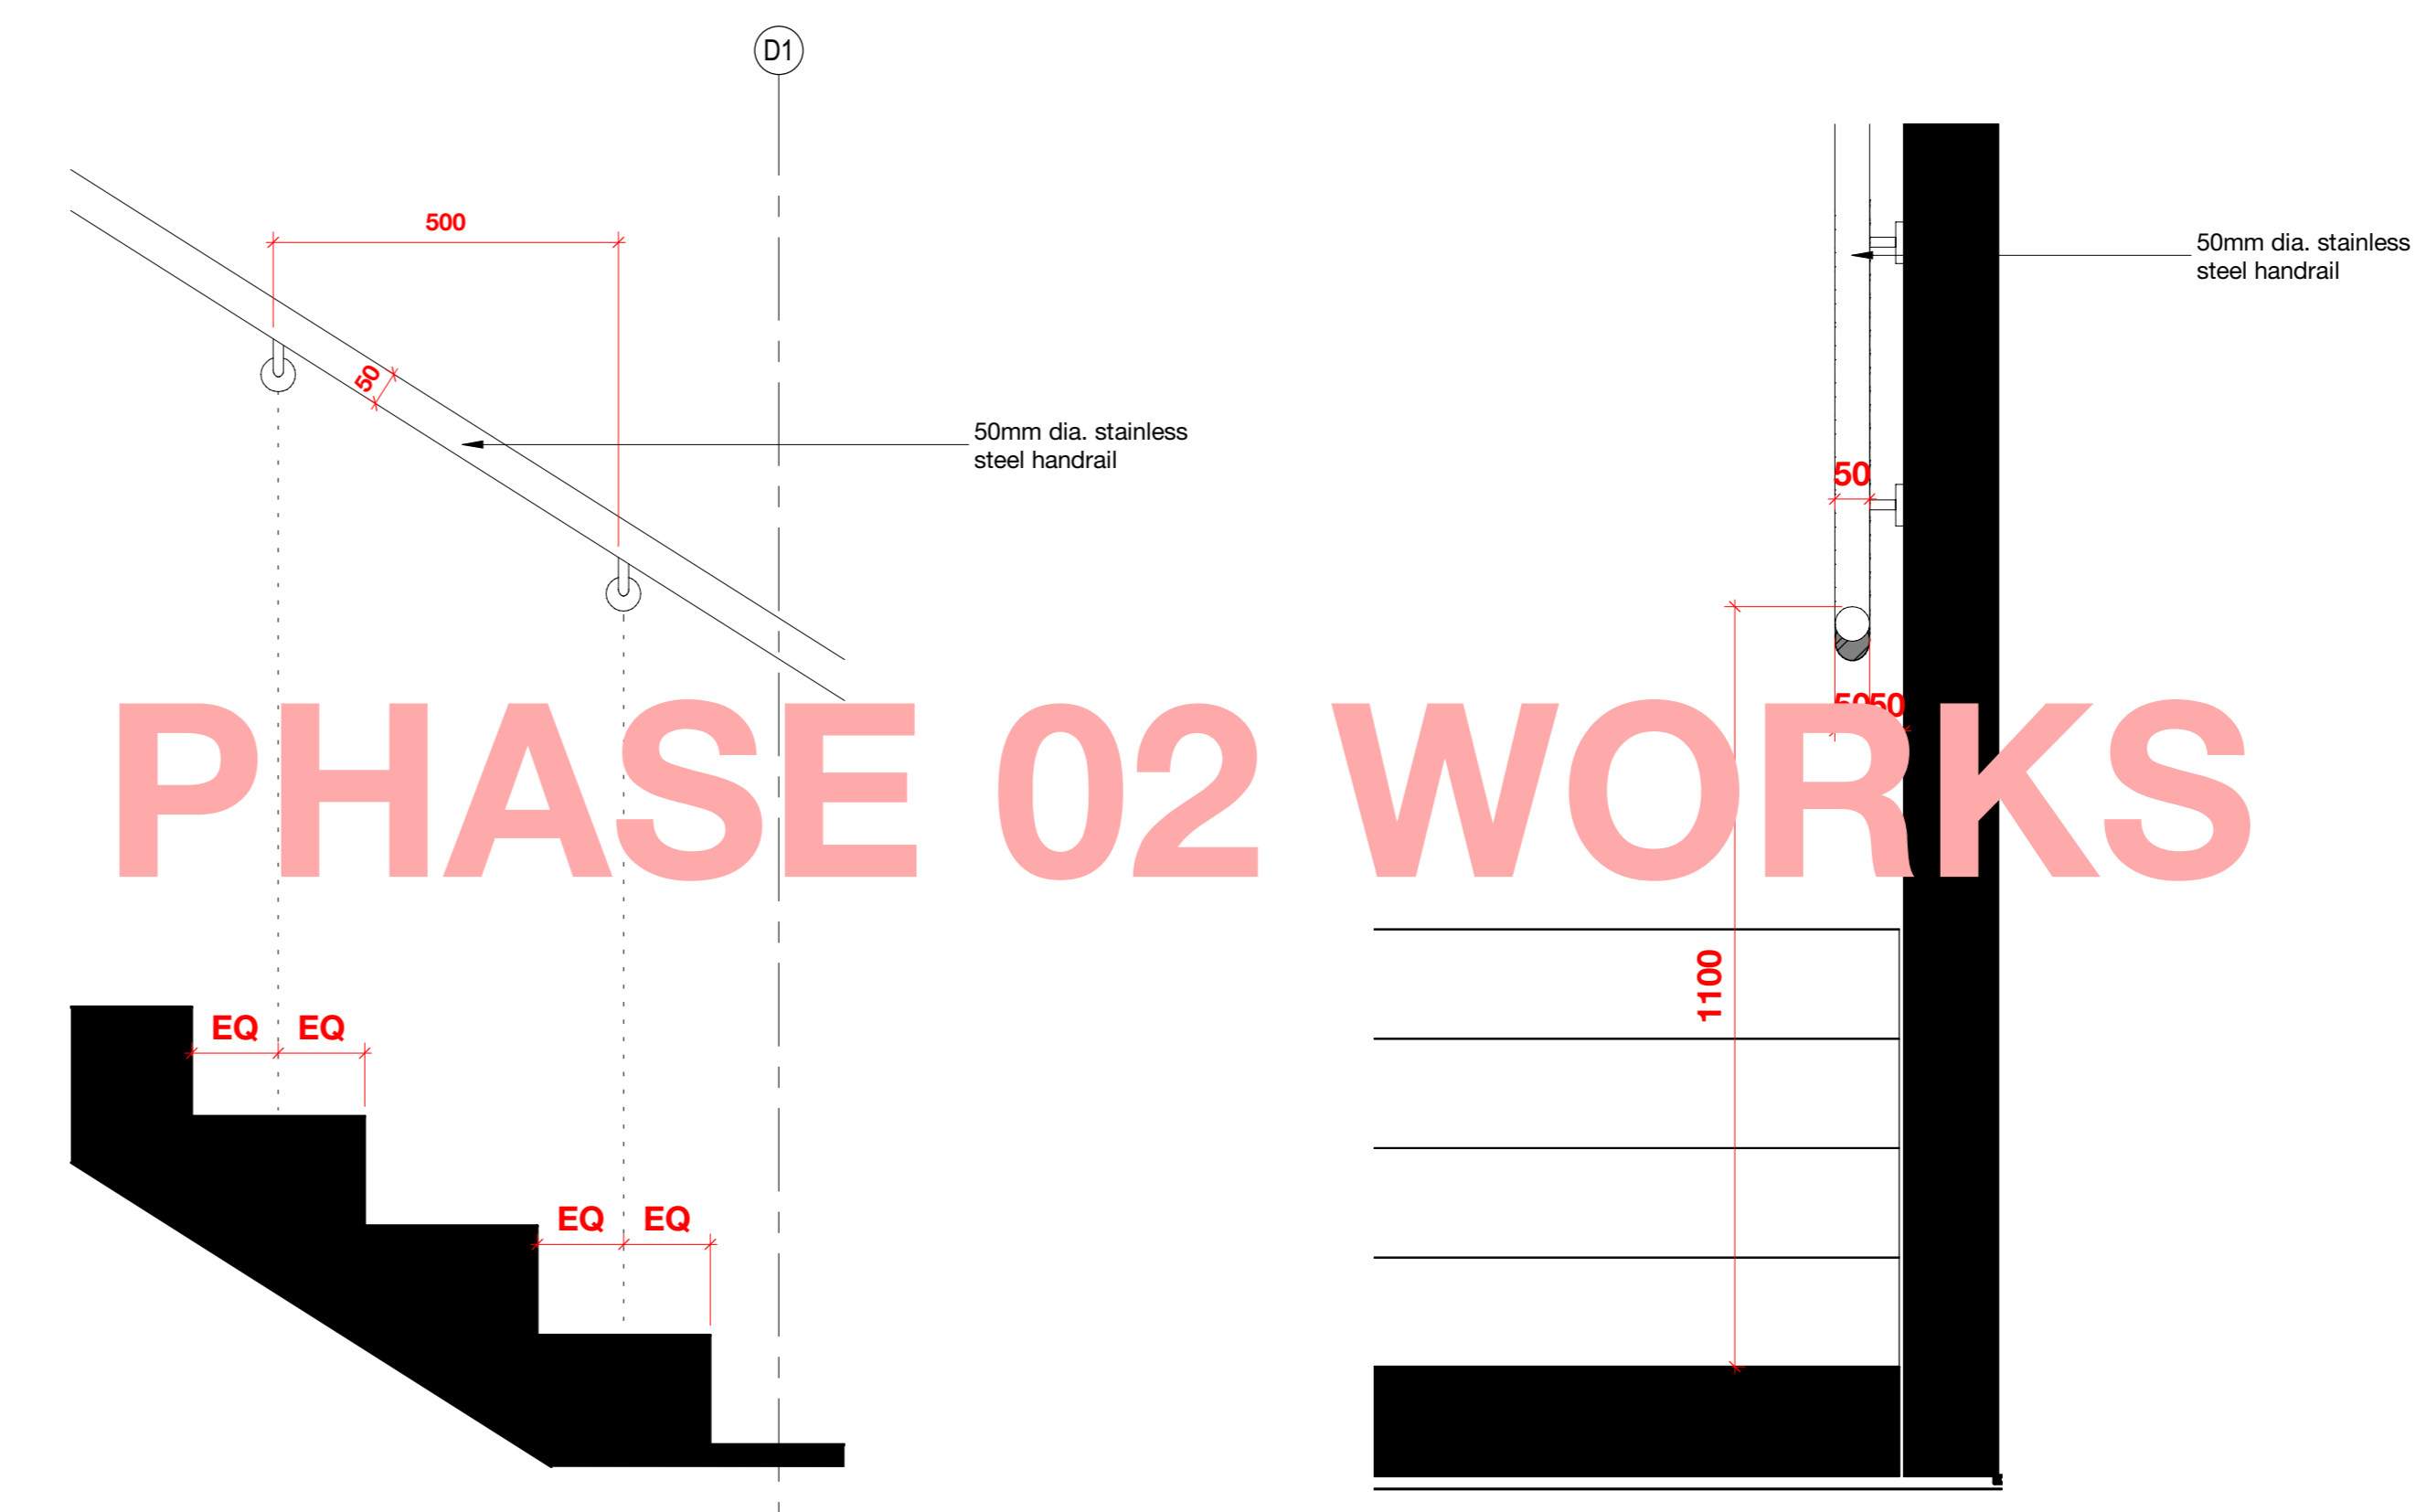 D1
500
50
50mm dia. stainless
steel handrail
50mm dia. stainless
steel handrail
50
5050
PHASE 02 WORKS
1100
EQ EQ
EQ EQ